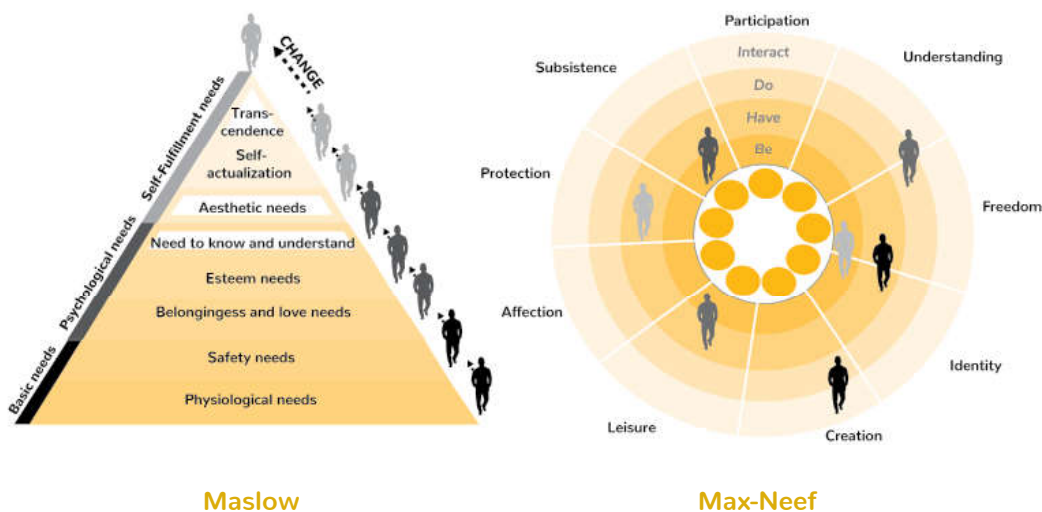 CHANGE
Self-Fulfillment needs
Psychological needs
Basic needs
Trans-
cendence
Self-
actualization
Aesthetic needs
Need to know and understand
Esteem needs
Belongingess and love needs
Safety needs
Physiological needs
Maslow
Participation
Interact
Do
Have
Be
Subsistence
Understanding
Protection
Freedom
Affection
Identity
Leisure
Creation
Max-Neef